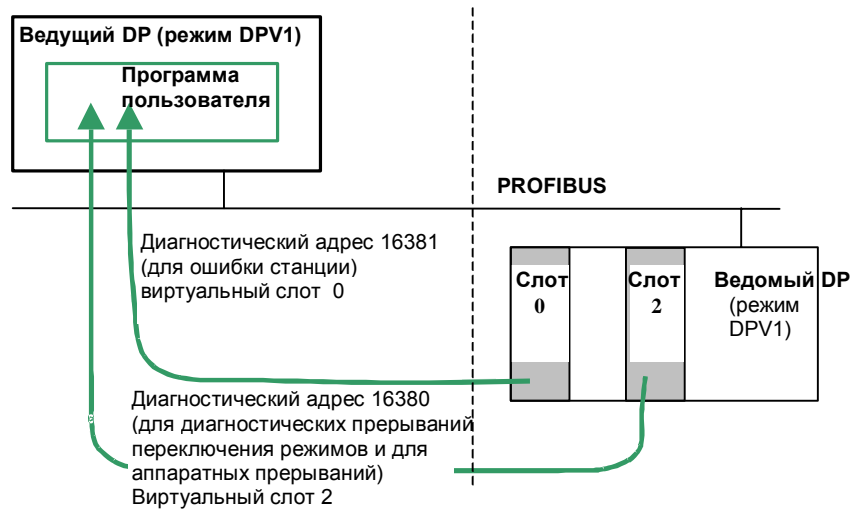 Ведущий DP (режим DPV1)
Программа
пользователя
PROFIBUS
Диагностический адрес 16381
(для ошибки станции)
виртуальный слот 0
Слот
0
Слот
2
Ведомый DP
(режим
DPV1)
Диагностический адрес 16380
(для диагностических прерываний
переключения режимов и для
аппаратных прерываний)
Виртуальный слот 2